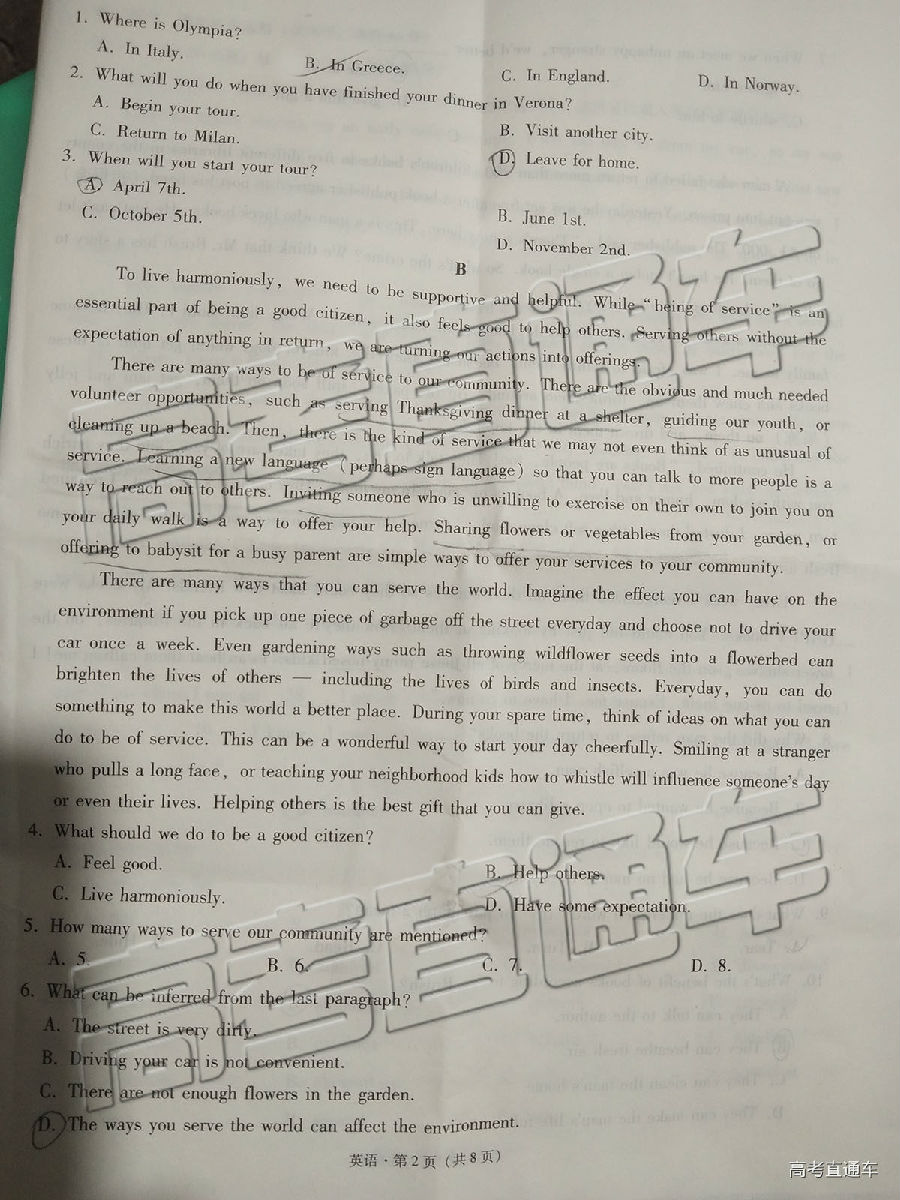 1. Where is Olympia?
A. In Italy.
B. In Greece.
C. In England.
D. In Norway.
2. What will you do when you have finished your dinner in Verona?
A. Begin your tour.
B. Visit another city.
C. Return to Milan.
D. Leave for home.
3. When will you start your tour?
A. April 7th.
B. June 1st.
C. October 5th.
D. November 2nd.
B
To live harmoniously, we need to be supportive and helpful. While “being of service” is an
essential part of being a good citizen, it also feels good to help others. Serving others without the
expectation of anything in return, we are turning our actions into offerings.
There are many ways to be of service to our community. There are the obvious and much needed
volunteer opportunities, such as serving Thanksgiving dinner at a shelter, guiding our youth, or
cleaning up a beach. Then, there is the kind of service that we may not even think of as unusual of
service. Learning a new language (perhaps sign language) so that you can talk to more people is a
way to reach out to others. Inviting someone who is unwilling to exercise on their own to join you on
your daily walk is a way to offer your help. Sharing flowers or vegetables from your garden, or
offering to babysit for a busy parent are simple ways to offer your services to your community.
There are many ways that you can serve the world. Imagine the effect you can have on the
environment if you pick up one piece of garbage off the street everyday and choose not to drive your
car once a week. Even gardening ways such as throwing wildflower seeds into a flowerbed can
brighten the lives of others — including the lives of birds and insects. Everyday, you can do
something to make this world a better place. During your spare time, think of ideas on what you can
do to be of service. This can be a wonderful way to start your day cheerfully. Smiling at a stranger
who pulls a long face, or teaching your neighborhood kids how to whistle will influence someone's day
or even their lives. Helping others is the best gift that you can give.
4. What should we do to be a good citizen?
A. Feel good.
B. Help others.
C. Live harmoniously.
D. Have some expectation.
5. How many ways to serve our community are mentioned?
A. 5.
B. 6.
C. 7.
D. 8.
6. What can be inferred from the last paragraph?
A. The street is very dirty.
B. Driving your car is not convenient.
C. There are not enough flowers in the garden.
D. The ways you serve the world can affect the environment.
英语·第2页(共8页)
高考直通车
高考直通车
高考直通车